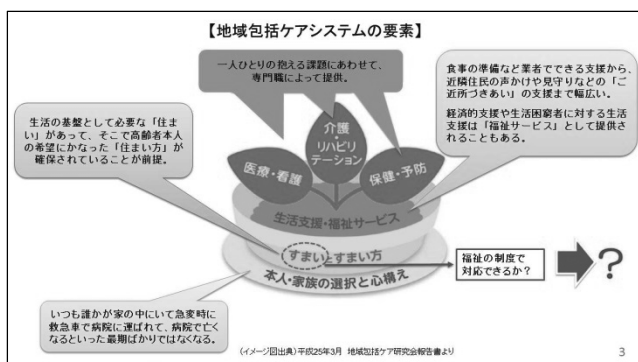 【地域包括ケアシステムの要素】
一人ひとりの抱える課題にあわせて、
専門職によって提供。
食事の準備など業者でできる支援から、
近隣住民の声かけや見守りなどの「ご
近所づきあい」の支援まで幅広い。
経済的支援や生活困窮者に対する生活
支援は「福祉サービス」として提供さ
れることもある。
生活の基盤として必要な「住ま
い」があって、そこで高齢者本人
の希望にかなった「住まい方」が
確保されていることが前提。
介護
・
リハビリ
テーション
医療・看護
保健・予防
生活支援・福祉サービス
すまいとすまい方
本人・家族の選択と心構え
福祉の制度で
対応できるか?
?
いつも誰かが家の中にいて急変時に
救急車で病院に運ばれて、病院で亡く
なるといった最期ばかりではなくなる。
(イメージ図出典)平成25年3月 地域包括ケア研究会報告書より
3